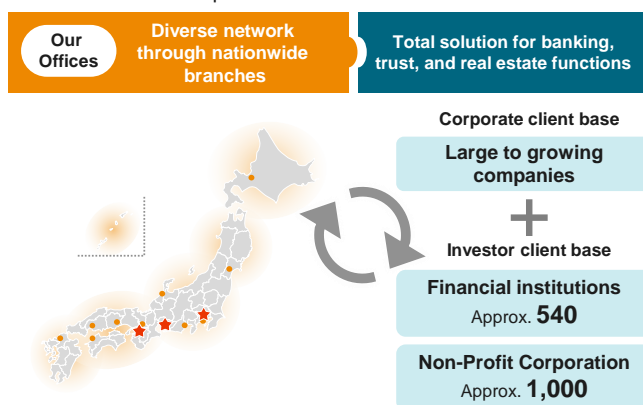 Our
Offices
Diverse network
through nationwide
branches
Total solution for banking,
trust, and real estate functions
Corporate client base
Large to growing
companies
+
Investor client base
Financial institutions
Approx. 540
Non-Profit Corporation
Approx. 1,000